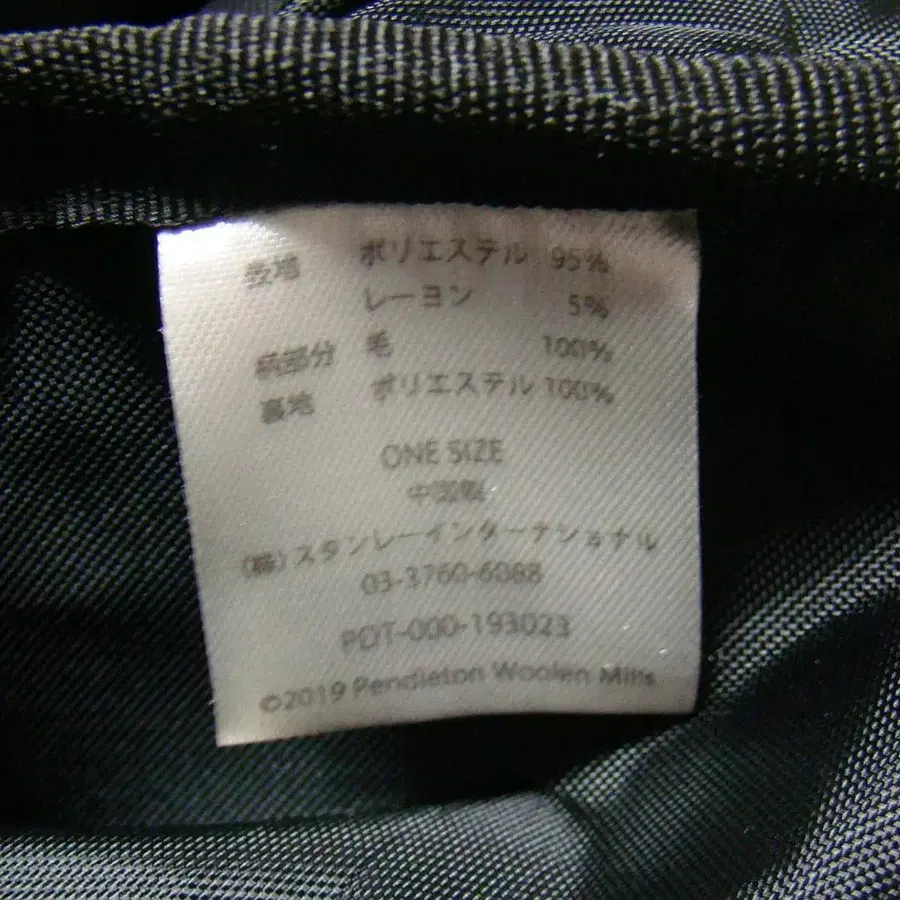 表地 ポリエステル 95%
レーヨン 5%
柄部分 毛 100%
裏地 ポリエステル 100%
ONE SIZE
中国製
(株)スタンレーインターナショナル
03-3760-6088
PDT-000-193023
©2019 Pendleton Woolen Mills